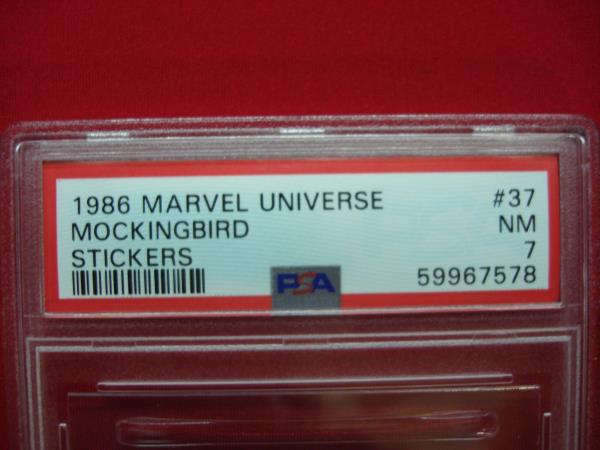 1986 MARVEL UNIVERSE #37
MOCKINGBIRD NM
STICKERS 7
PSA 59967578